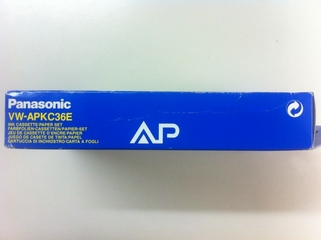 Panasonic
VW-APKC36E
INK CASSETTE/PAPER SET
FARBFOLIEN-CASSETTEN/PAPIER-SET
JEU DE CASSETTE D'ENCRE/PAPIER
JUEGO DE CASETE DE TINTA/PAPEL
CARTUCCIA DI INCHIOSTRO/CARTA A FOGLI
AP